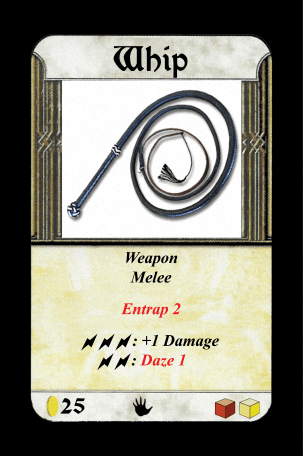 Whip
Weapon
Melee
Entrap 2
: +1 Damage
: Daze 1
25